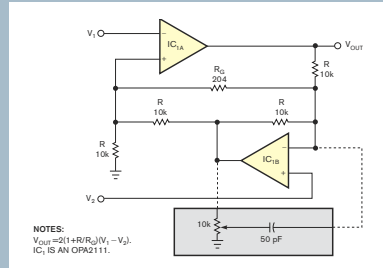 V1
−
IC1A
+
VOUT
RG
204
R
10k
R
10k
R
10k
R
10k
−
IC1B
+
V2
10k
50 pF
NOTES:
VOUT=2(1+R/RG)(V1−V2).
IC1 IS AN OPA2111.